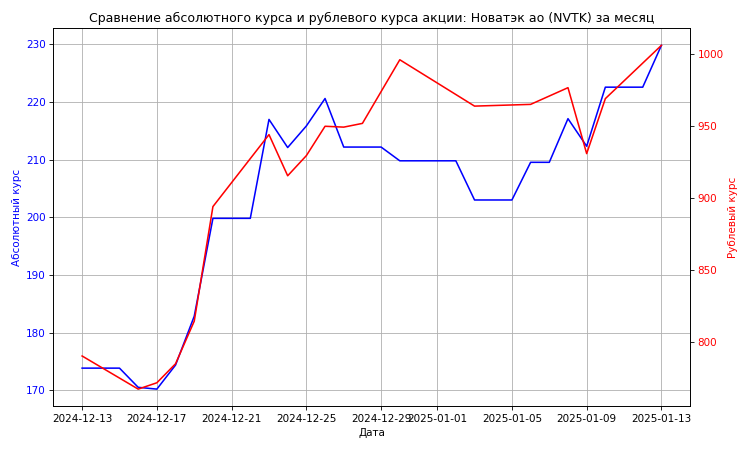 Сравнение абсолютного курса и рублевого курса акции: Новатэк ао (NVTK) за месяц
Абсолютный курс
230
220
210
200
190
180
170
1000
950
900
850
800
Рублевый курс
2024-12-13 2024-12-17 2024-12-21 2024-12-25 2024-12-29 2025-01-01 2025-01-05 2025-01-09 2025-01-13
Дата